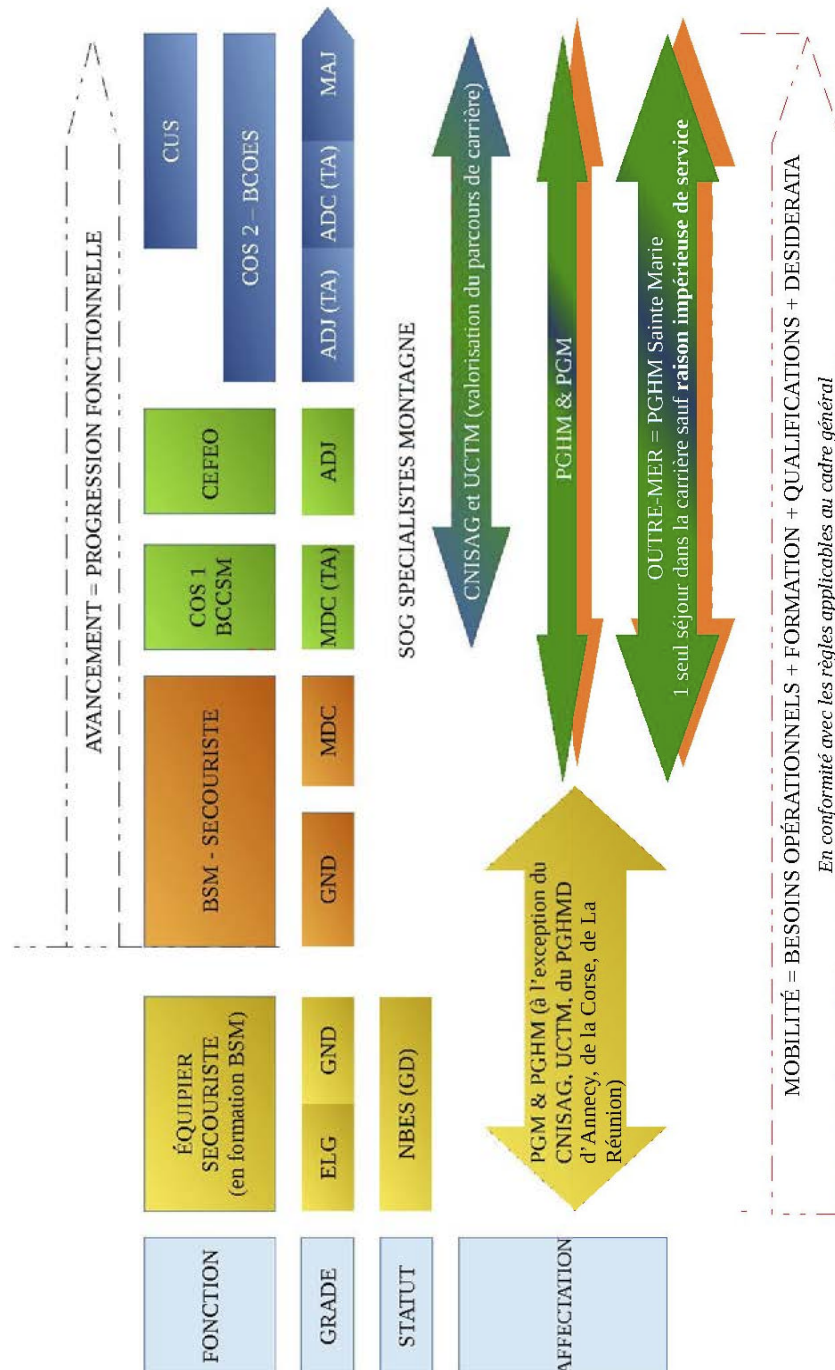 AVANCEMENT = PROGRESSION FONCTIONNELLE
FONCTION
ÉQUIPIER
SECOURISTE
(en formation BSM)
BSM - SECOURISTE
COS 1
BCCSM
CEFEO
CUS
COS 2 – BCOES
GRADE
ELG
GND
GND
MDC
MDC (TA)
ADJ
ADJ (TA)
ADC (TA)
MAJ
STATUT
NBES (GD)
SOG SPECIALISTES MONTAGNE
AFFECTATION
PGM & PGHM (à l'exception du
CNISAG, UCTM, du PGHMD
d'Annecy, de la Corse, de La
Réunion)
CNISAG et UCTM (valorisation du parcours de carrière)
PGHM & PGM
OUTRE-MER = PGHM Sainte Marie
1 seul séjour dans la carrière sauf raison impérieuse de service
MOBILITÉ = BESOINS OPÉRATIONNELS + FORMATION + QUALIFICATIONS + DESIDERATA
En conformité avec les règles applicables au cadre général